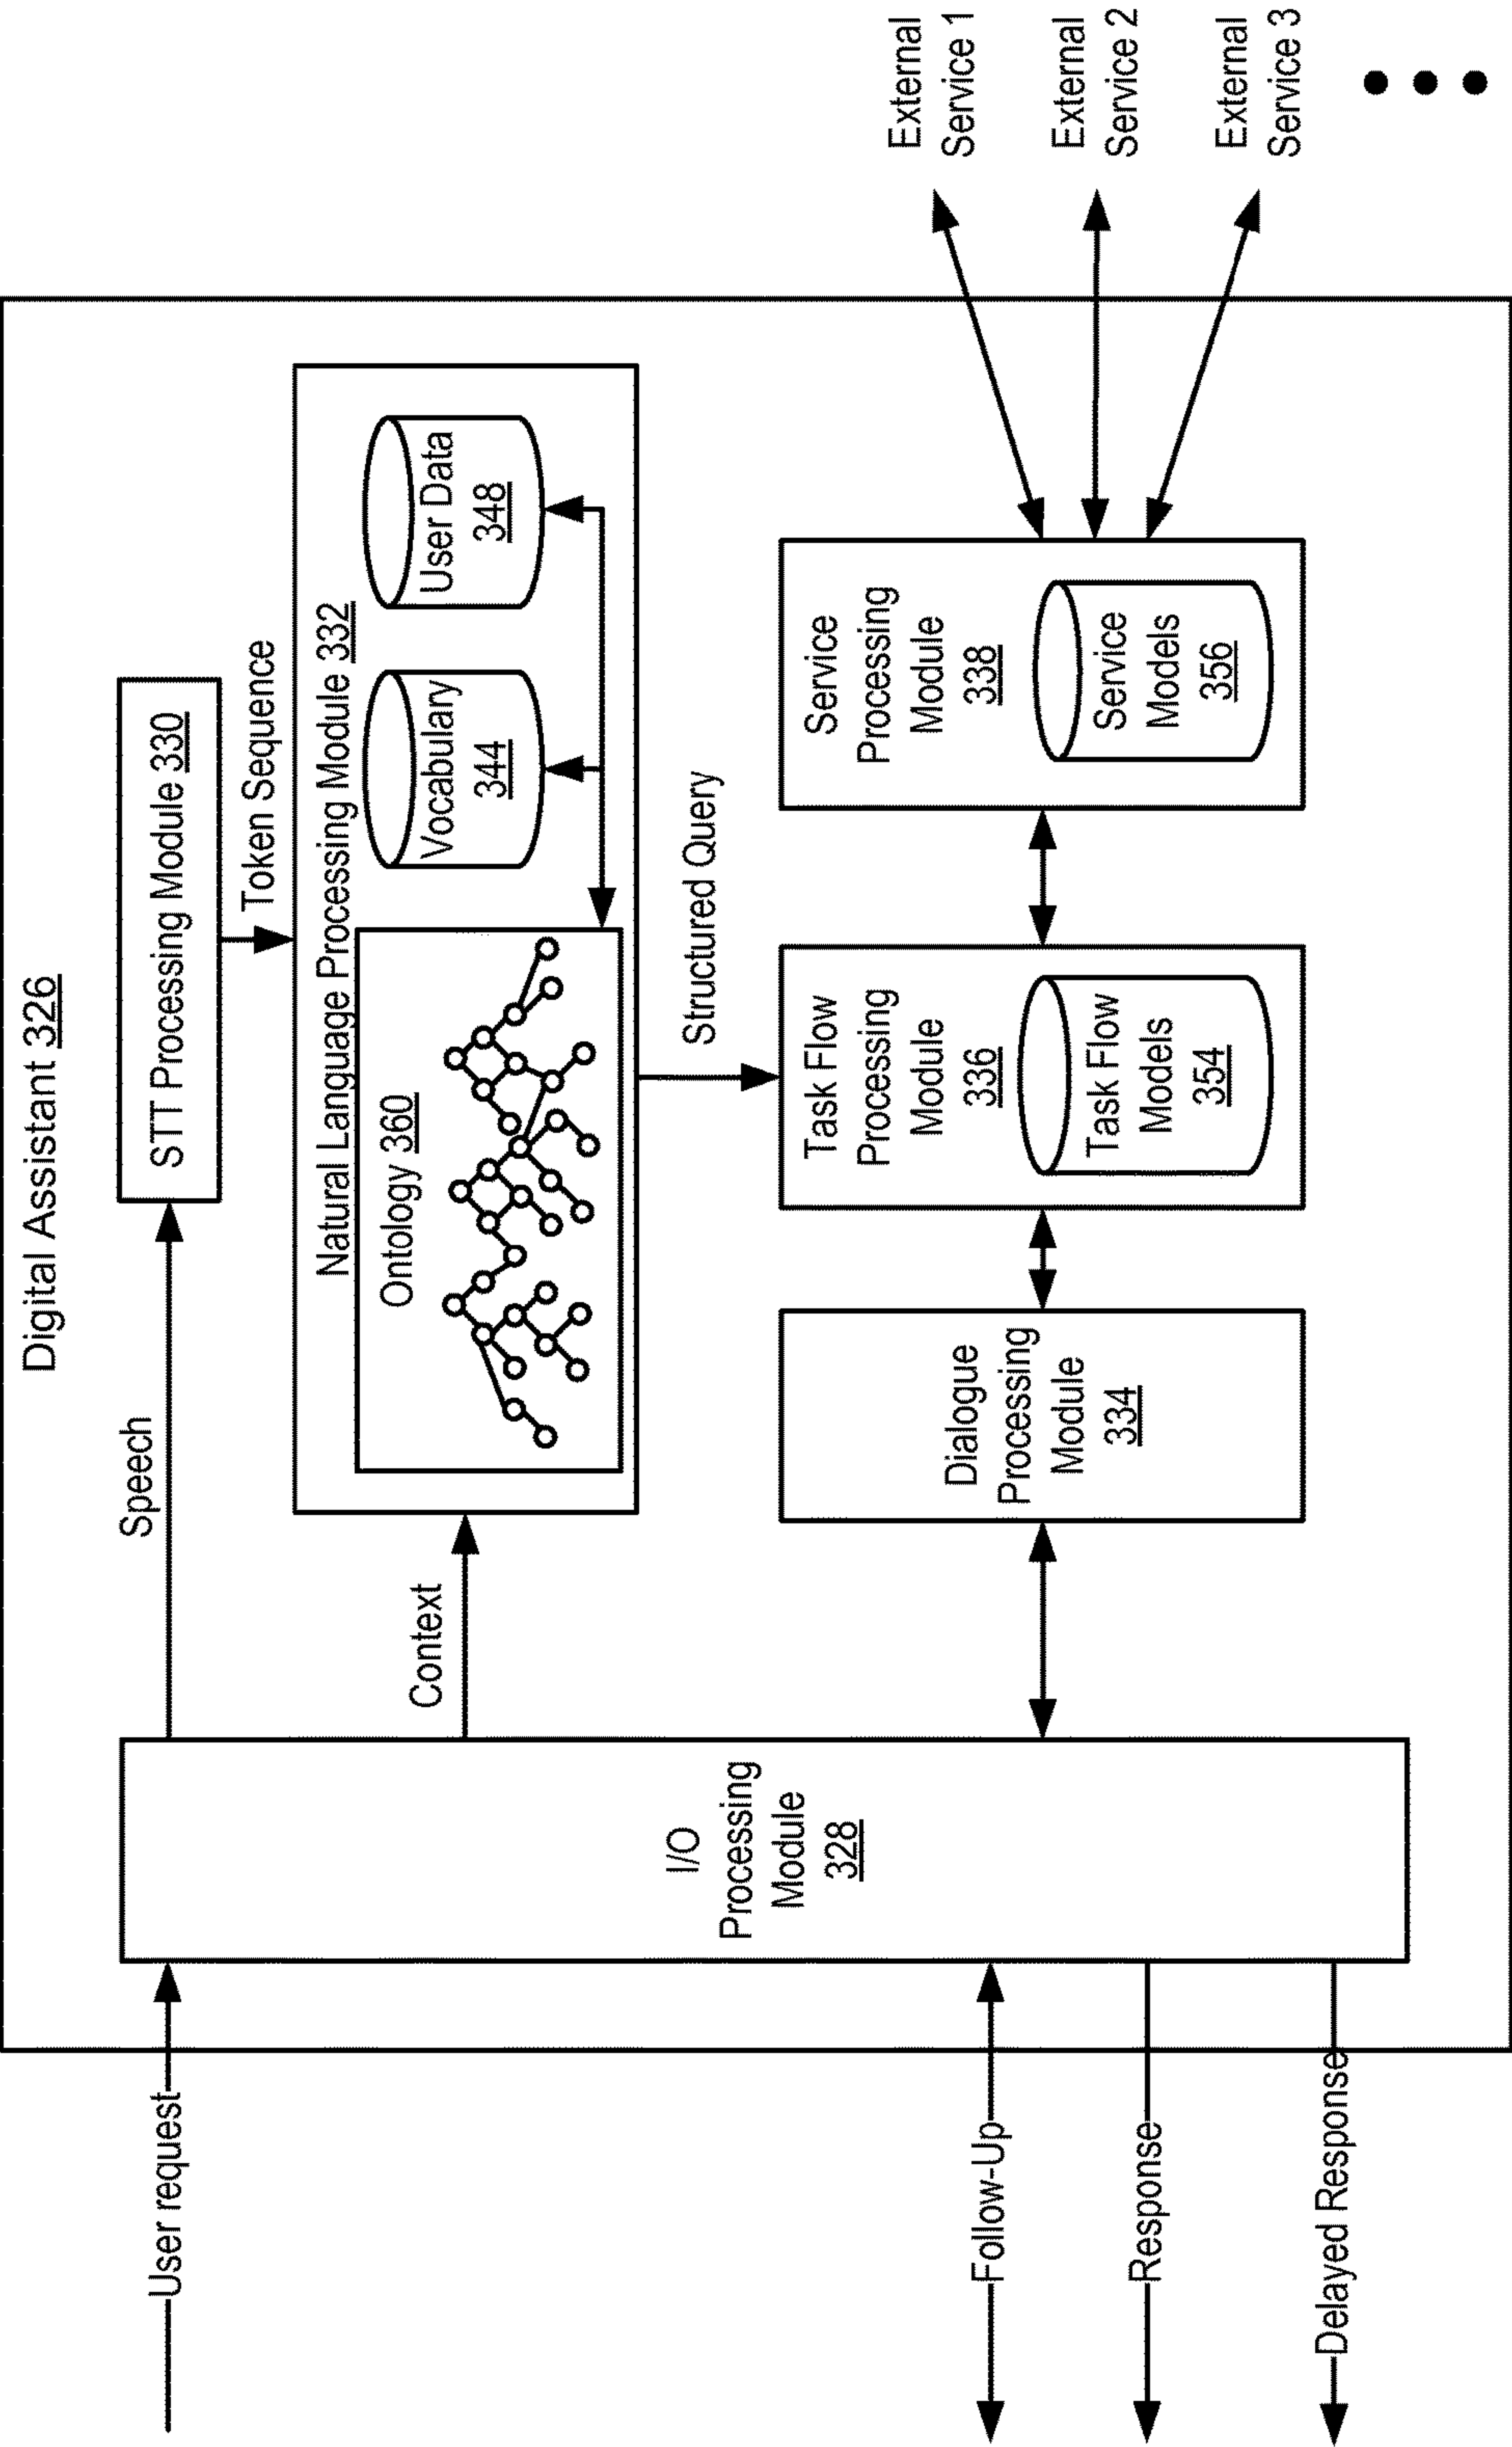 Digital Assistant 326
User request
Speech
STT Processing Module 330
Token Sequence
Context
Natural Language Processing Module 332
Ontology 360
Vocabulary
344
User Data
348
Structured Query
I/O
Processing
Module
328
Dialogue
Processing
Module
334
Task Flow
Processing
Module
336
Task Flow
Models
354
Service
Processing
Module
338
Service
Models
356
External
Service 1
External
Service 2
External
Service 3
Follow-Up
Response
Delayed Response